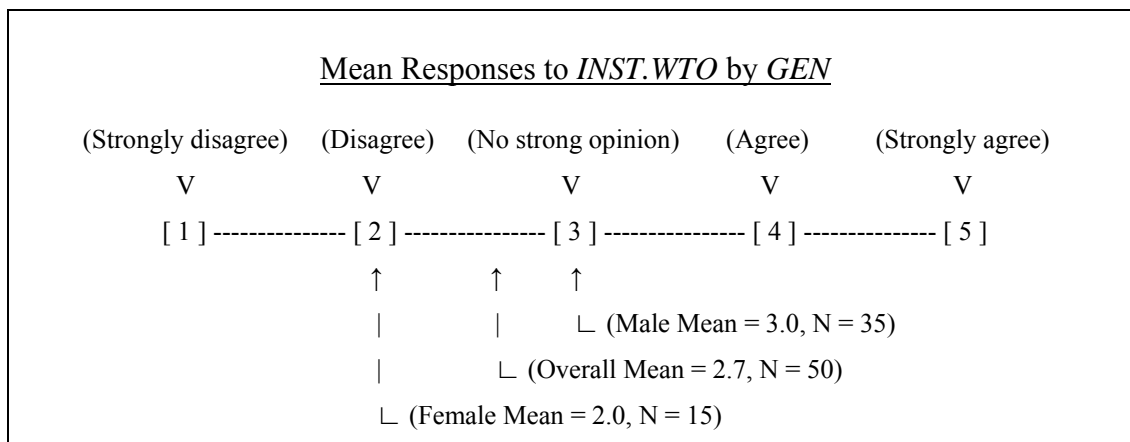 Mean Responses to INST.WTO by GEN
(Strongly disagree) (Disagree) (No strong opinion) (Agree) (Strongly agree)
V V V V V
[ 1 ] --------------- [ 2 ] ---------------- [ 3 ] ---------------- [ 4 ] --------------- [ 5 ]
↑ ↑ ↑
| | ∟ (Male Mean = 3.0, N = 35)
| ∟ (Overall Mean = 2.7, N = 50)
∟ (Female Mean = 2.0, N = 15)